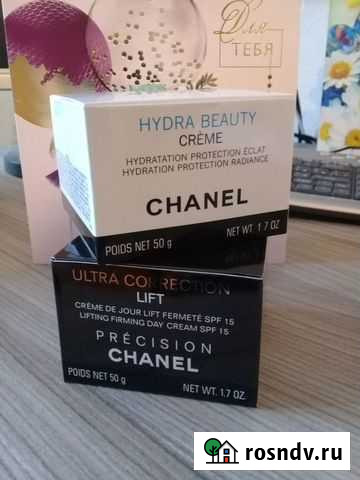 Для
ТЕБЯ
HYDRA BEAUTY
CRÈME
HYDRATATION PROTECTION ÉCLAT
HYDRATION PROTECTION RADIANCE
CHANEL
POIDS NET 50 g NET WT. 1.7 OZ.
ULTRA CORRECTION
LIFT
CRÈME DE JOUR LIFT FERMETÉ SPF 15
LIFTING FIRMING DAY CREAM SPF 15
PRÉCISION
CHANEL
POIDS NET 50 g NET WT. 1.7 OZ.
rosndv.ru